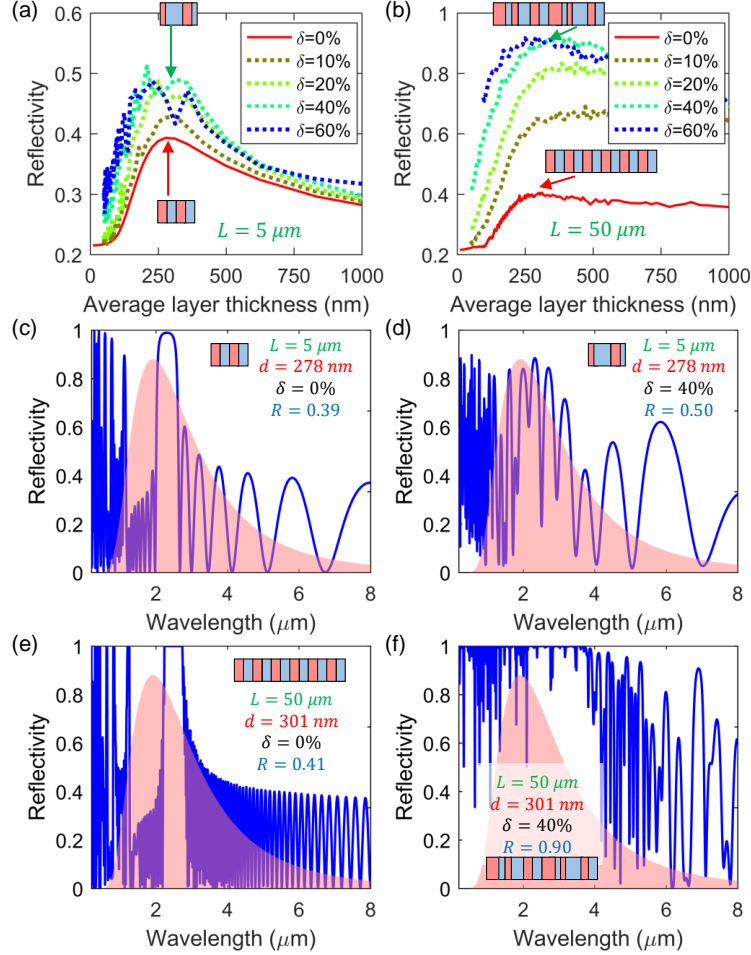 (a)
0.6
0.5
0.4
0.3
0.2
Reflectivity
0 250 500 750 1000
Average layer thickness (nm)
δ=0%
δ=10%
δ=20%
δ=40%
δ=60%
L = 5 μm
(b)
1
0.8
0.6
0.4
0.2
Reflectivity
0 250 500 750 1000
Average layer thickness (nm)
δ=0%
δ=10%
δ=20%
δ=40%
δ=60%
L = 50 μm
(c)
1
0.8
0.6
0.4
0.2
0
Reflectivity
2 4 6 8
Wavelength (μm)
L = 5 μm
d = 278 nm
δ = 0%
R = 0.39
(d)
1
0.8
0.6
0.4
0.2
0
Reflectivity
2 4 6 8
Wavelength (μm)
L = 5 μm
d = 278 nm
δ = 40%
R = 0.50
(e)
1
0.8
0.6
0.4
0.2
0
Reflectivity
2 4 6 8
Wavelength (μm)
L = 50 μm
d = 301 nm
δ = 0%
R = 0.41
(f)
1
0.8
0.6
0.4
0.2
0
Reflectivity
2 4 6 8
Wavelength (μm)
L = 50 μm
d = 301 nm
δ = 40%
R = 0.90